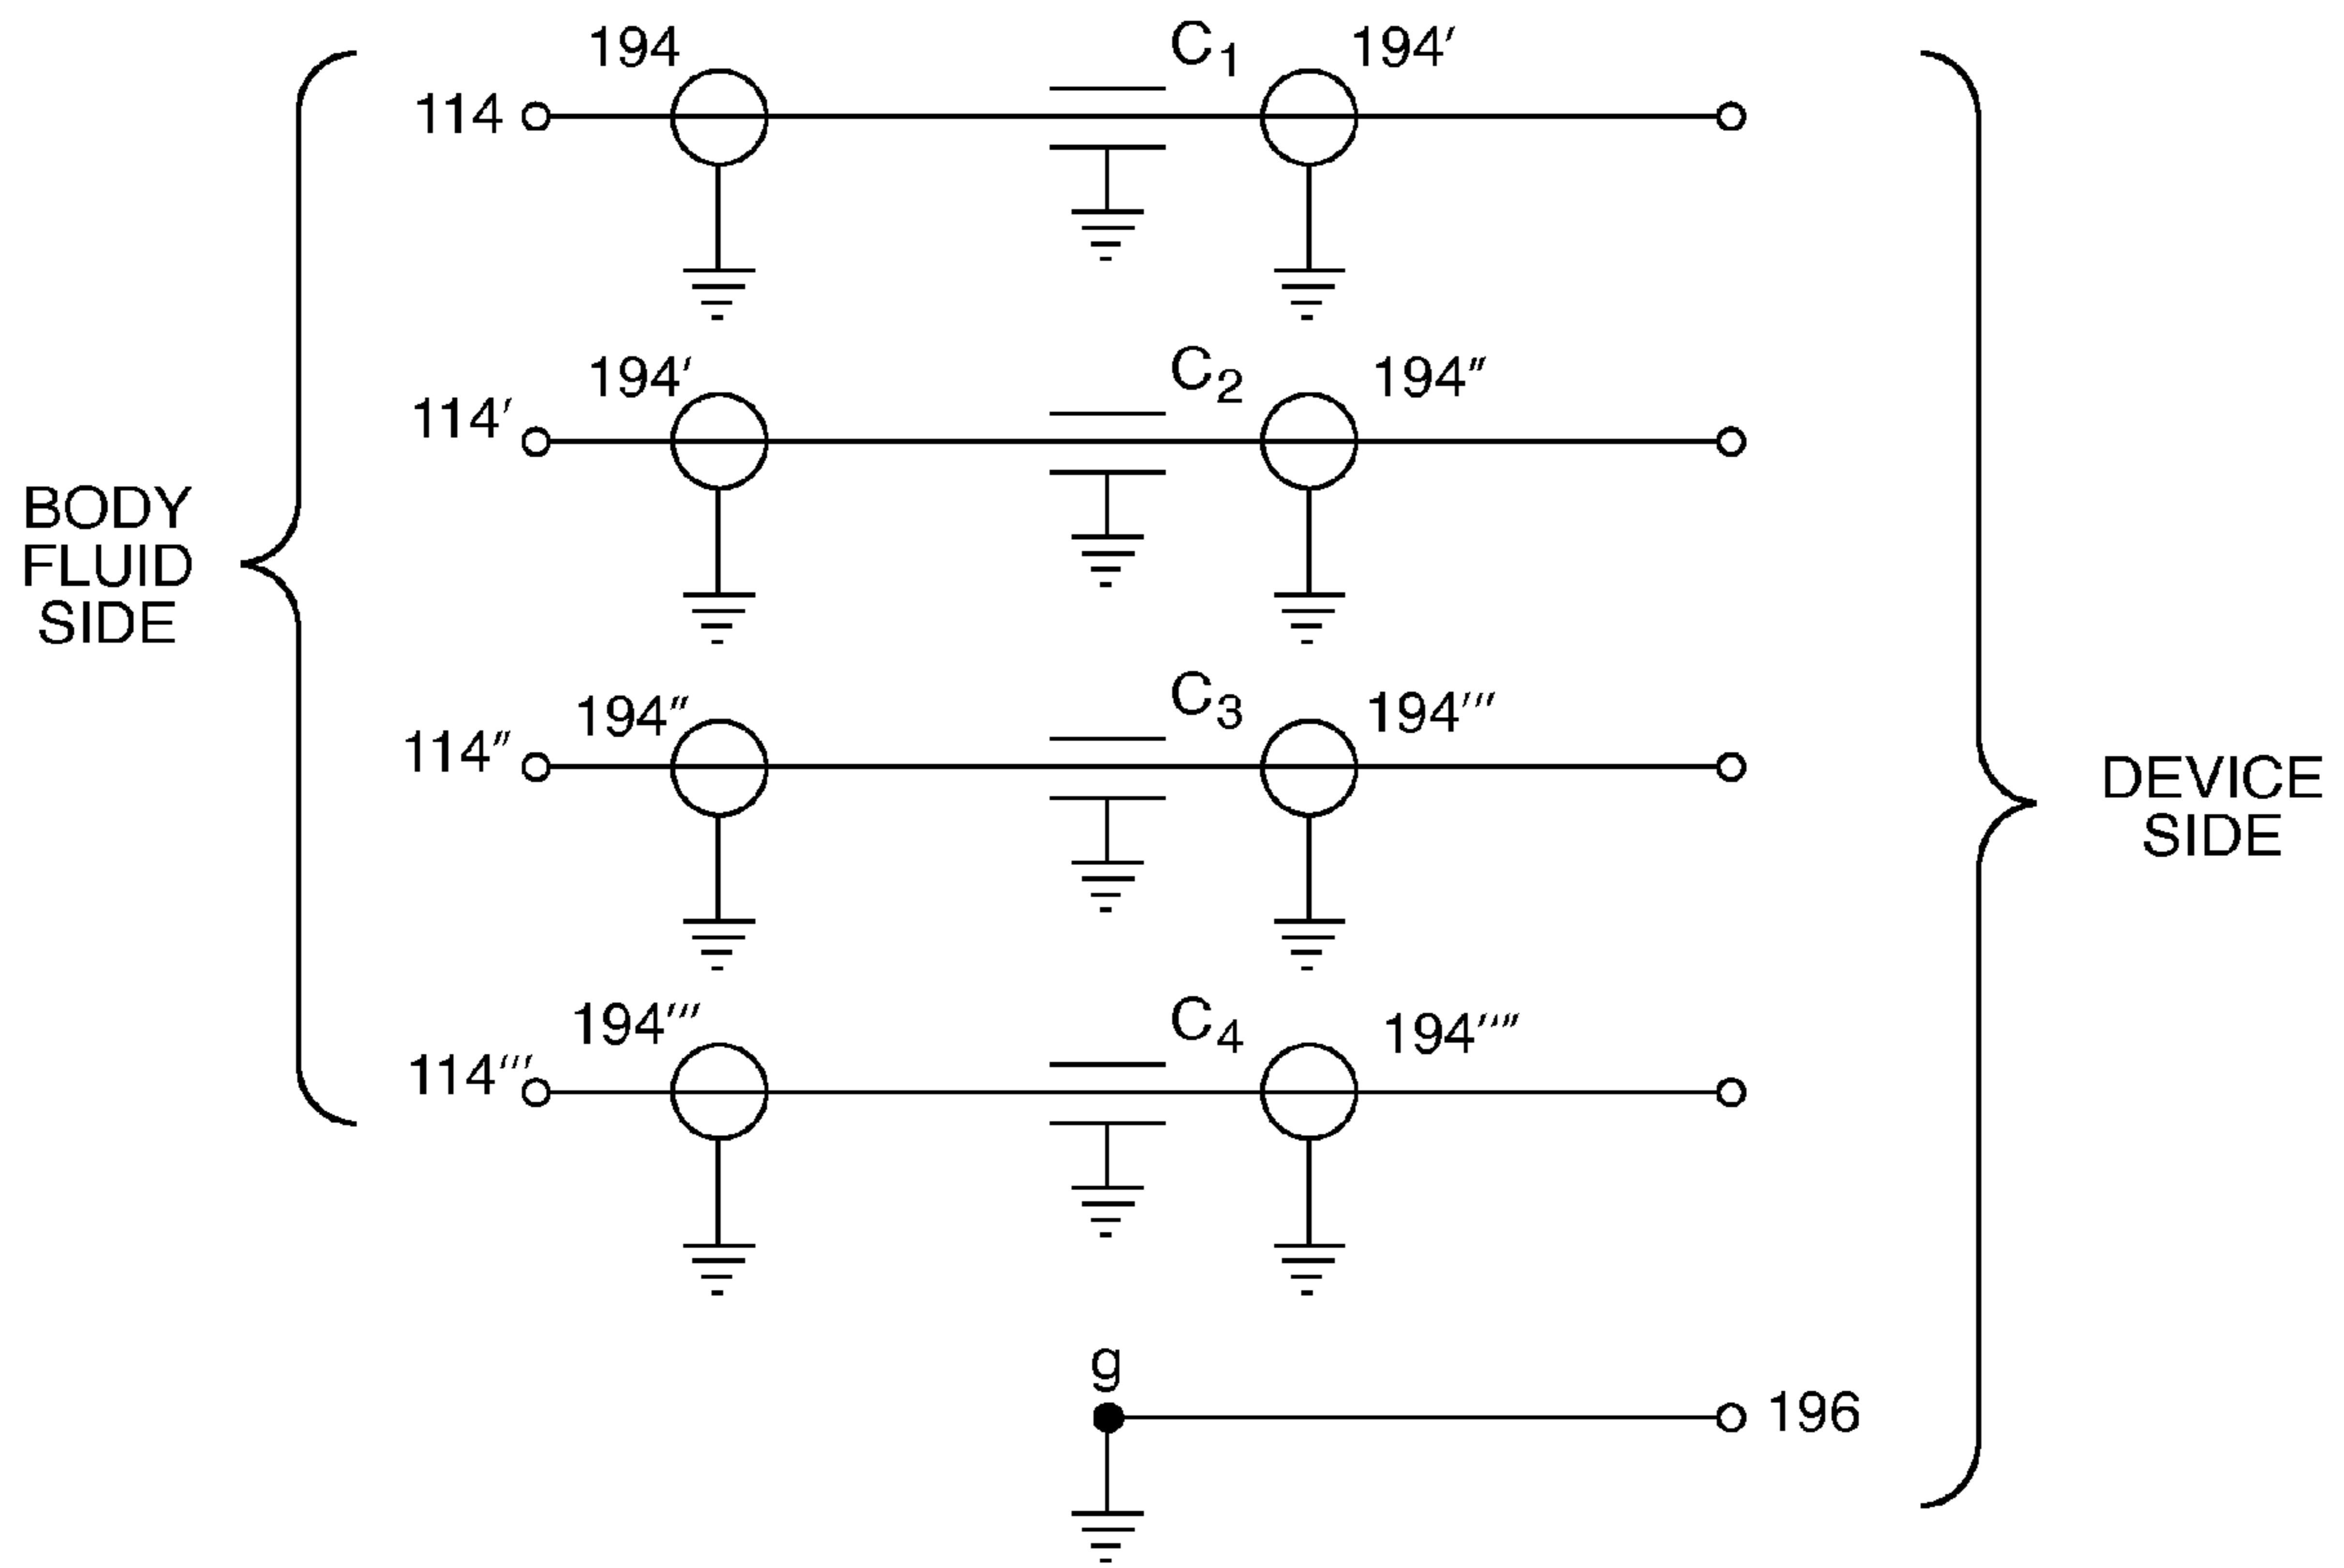 194 C1 194′
114
194′ C2 194″
114′
BODY
FLUID
SIDE
194″ C3 194‴
114″
DEVICE
SIDE
194‴ C4 194⁗
114‴
g
196